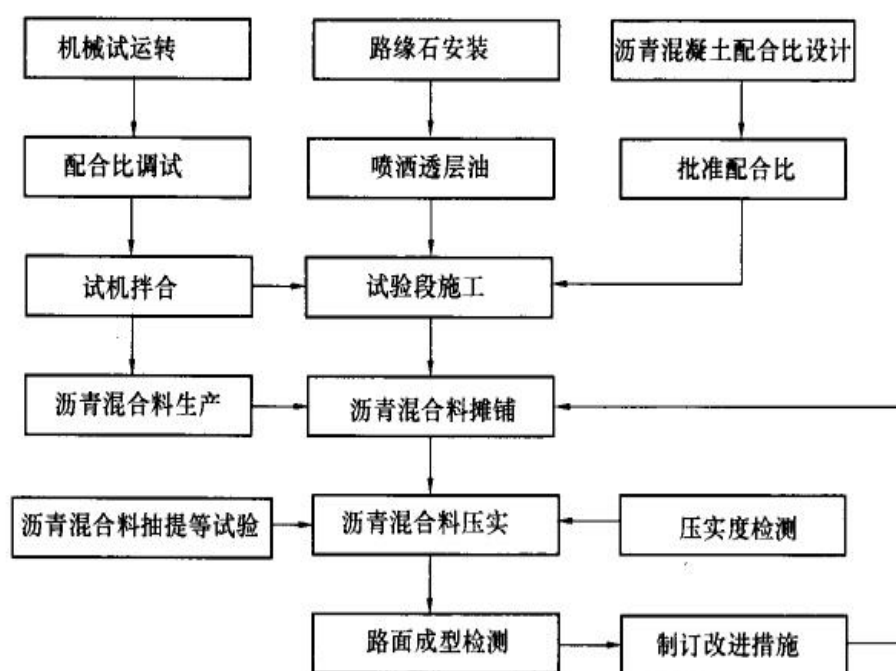 机械试运转
路缘石安装
沥青混凝土配合比设计
配合比调试
喷洒透层油
批准配合比
试机拌合
试验段施工
沥青混合料生产
沥青混合料摊铺
沥青混合料抽提等试验
沥青混合料压实
压实度检测
路面成型检测
制订改进措施